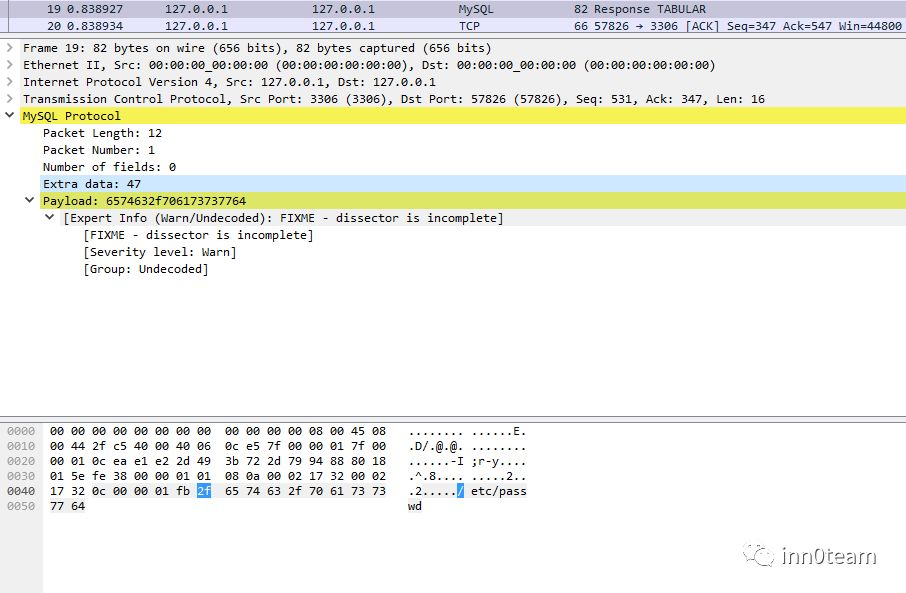 19 0.838927 127.0.0.1 127.0.0.1 MySQL 82 Response TABULAR
20 0.838934 127.0.0.1 127.0.0.1 TCP 66 57826 → 3306 [ACK] Seq=347 Ack=547 Win=44800
Frame 19: 82 bytes on wire (656 bits), 82 bytes captured (656 bits)
Ethernet II, Src: 00:00:00_00:00:00 (00:00:00:00:00:00), Dst: 00:00:00_00:00:00 (00:00:00:00:00:00)
Internet Protocol Version 4, Src: 127.0.0.1, Dst: 127.0.0.1
Transmission Control Protocol, Src Port: 3306 (3306), Dst Port: 57826 (57826), Seq: 531, Ack: 347, Len: 16
MySQL Protocol
Packet Length: 12
Packet Number: 1
Number of fields: 0
Extra data: 47
Payload: 6574632f706173737764
[Expert Info (Warn/Undecoded): FIXME - dissector is incomplete]
[FIXME - dissector is incomplete]
[Severity level: Warn]
[Group: Undecoded]
0000 00 00 00 00 00 00 00 00 00 00 00 00 08 00 45 08 ........ ......E.
0010 00 44 2f c5 40 00 40 06 0c e5 7f 00 00 01 7f 00 .D/.@.@. ........
0020 00 01 0c ea e1 e2 2d 49 3b 72 2d 79 94 88 80 18 ......-I ;r-y....
0030 01 5e fe 38 00 00 01 01 08 0a 00 02 17 32 00 02 .^.8.... .....2..
0040 17 32 0c 00 00 01 fb 2f 65 74 63 2f 70 61 73 73 .2...../ etc/pass
0050 77 64 wd
inn0team